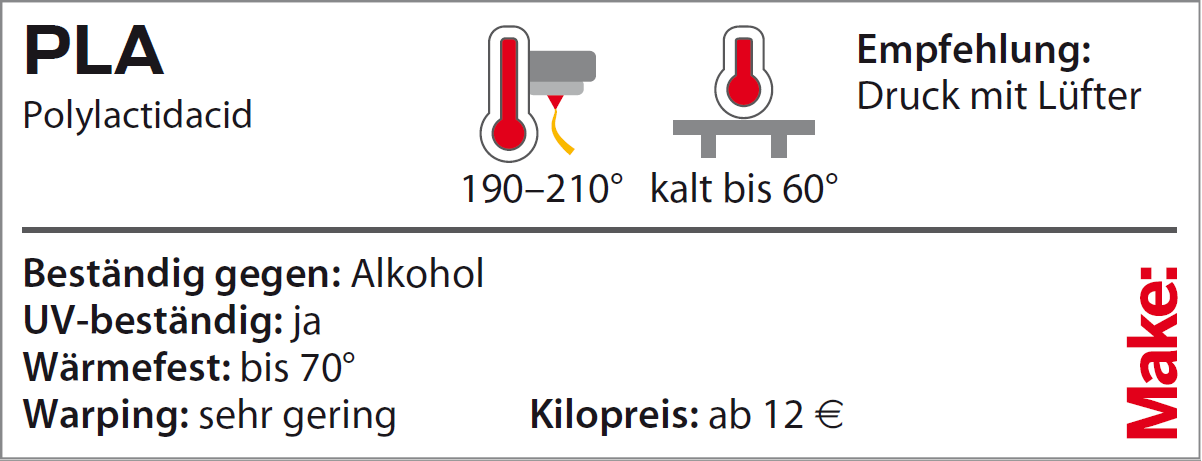 PLA
Polylactidacid
190–210°
kalt bis 60°
Empfehlung:
Druck mit Lüfter
Beständig gegen: Alkohol
UV-beständig: ja
Wärmefest: bis 70°
Warping: sehr gering
Kilopreis: ab 12 €
Make: